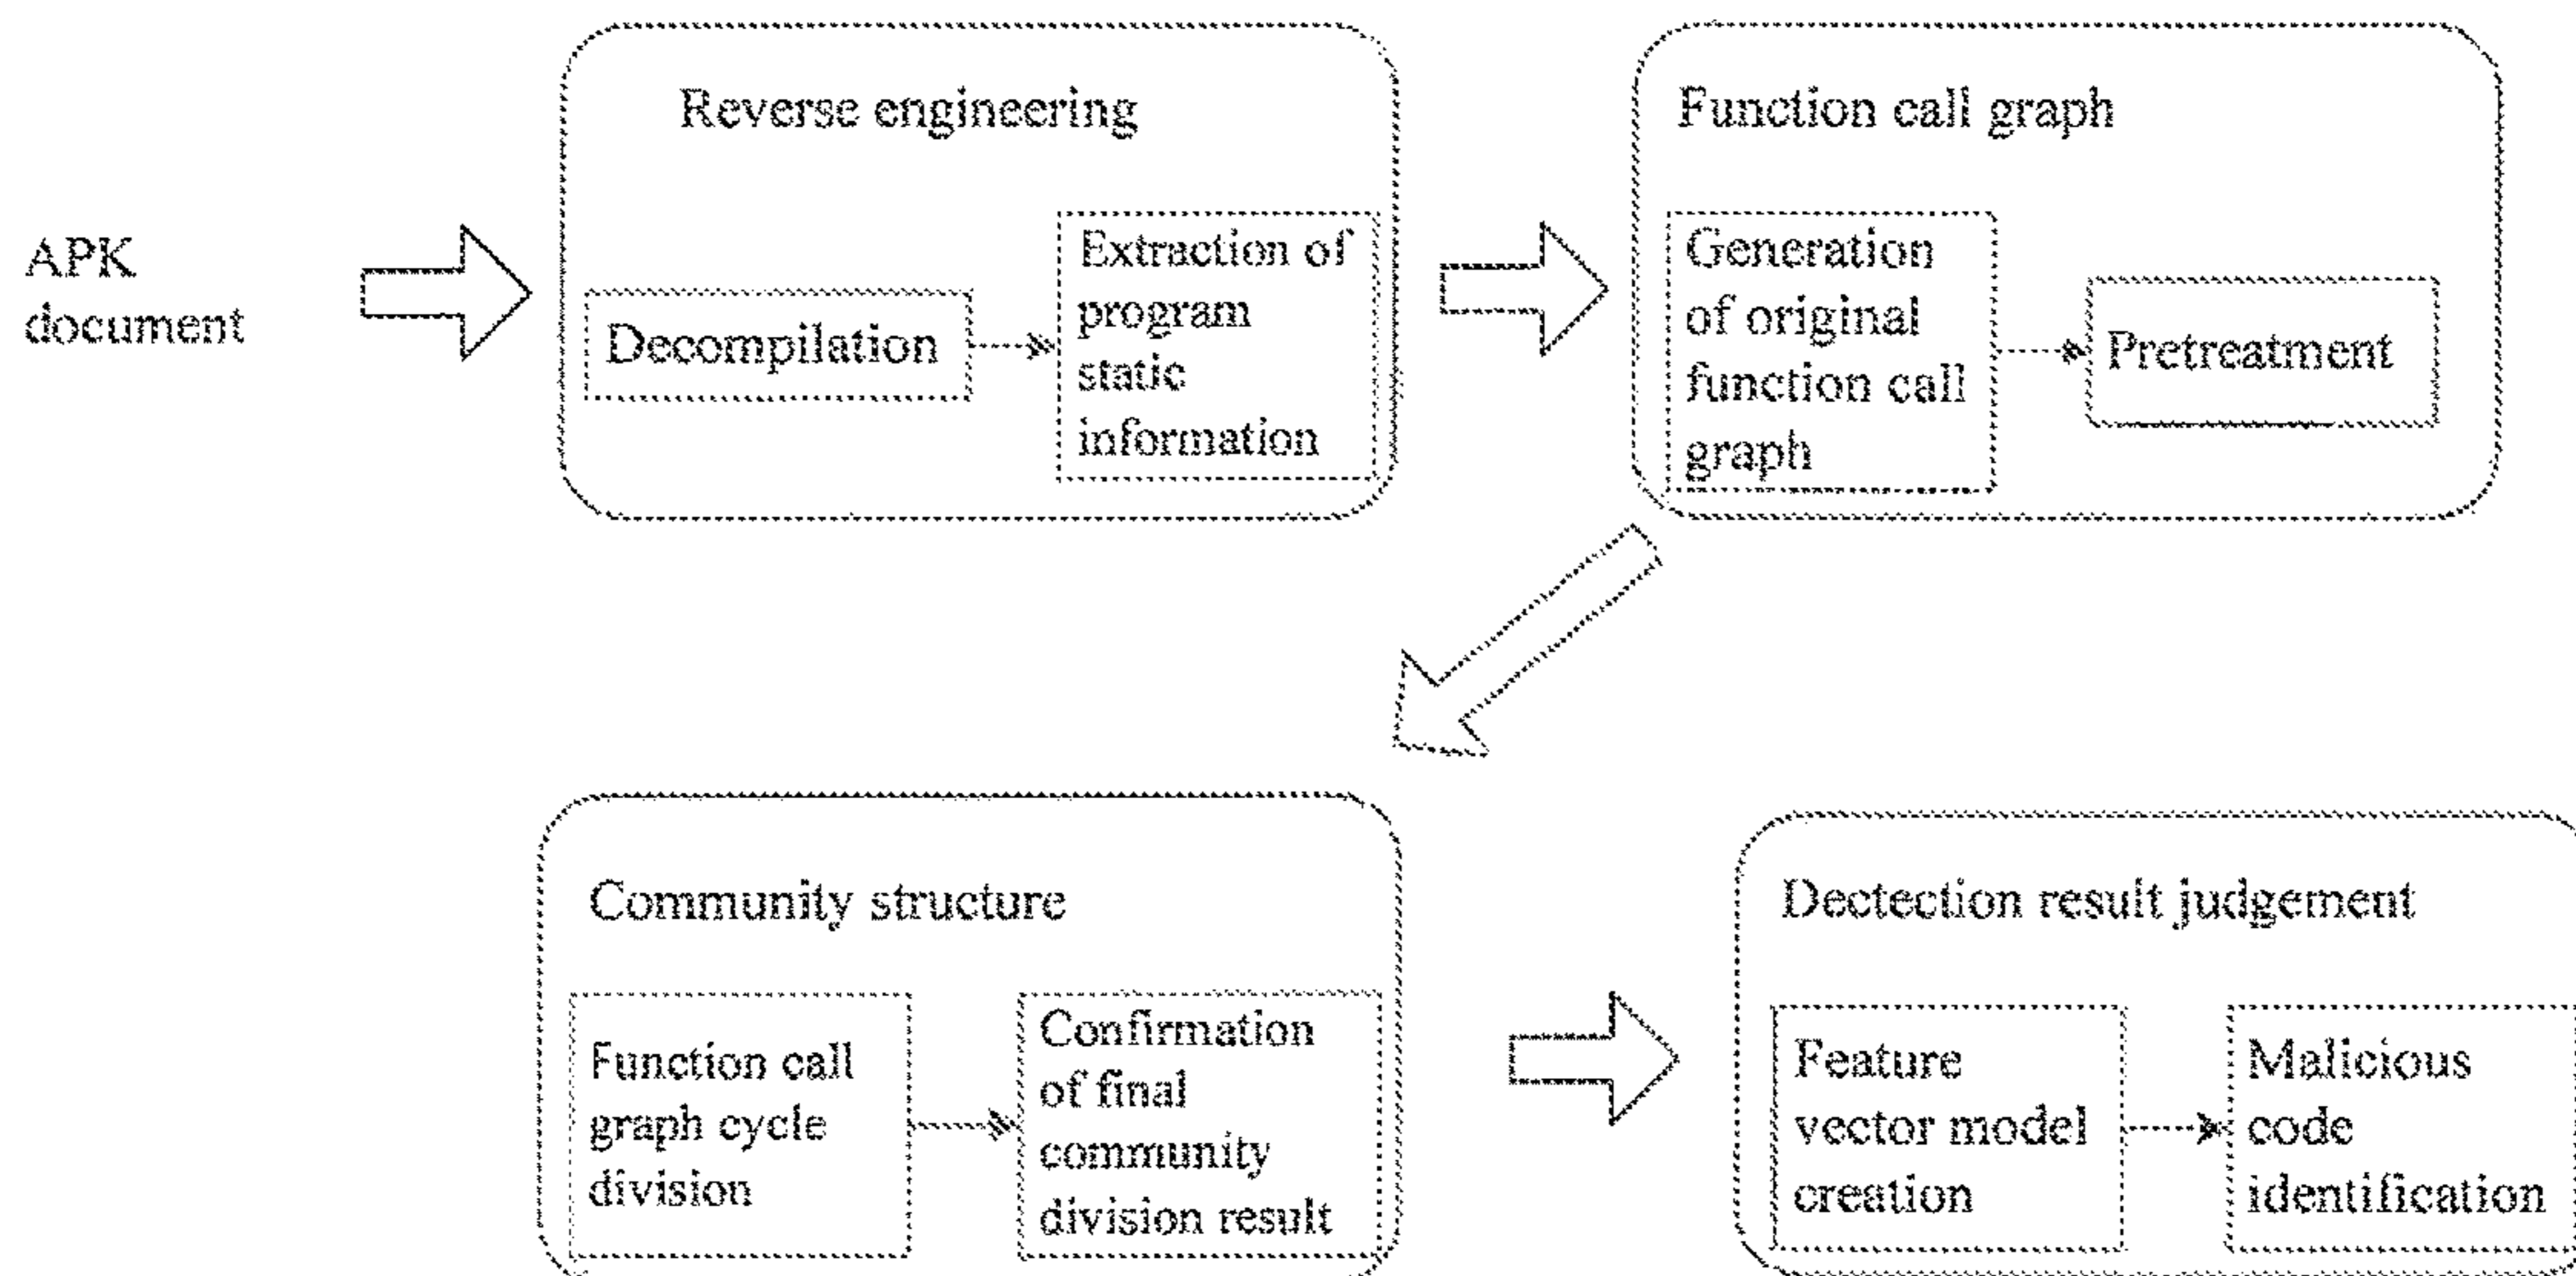 APK
document
Reverse engineering
Decompilation
Extraction of
program
static
information
Function call graph
Generation
of original
function call
graph
Pretreatment
Community structure
Function call
graph cycle
division
Confirmation
of final
community
division result
Dectection result judgement
Feature
vector model
creation
Malicious
code
identification